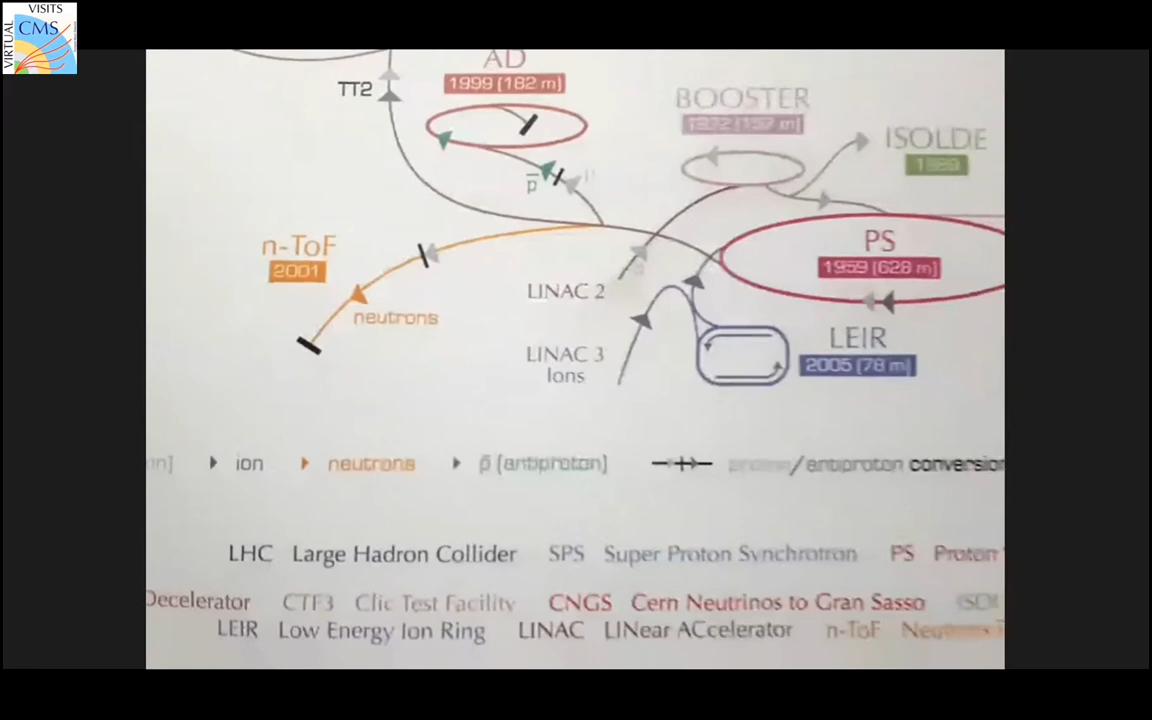 VISITS
VIRTUAL
CMS
AD
1999 (182 m)
TT2
BOOSTER
1972 (157 m)
ISOLDE
1989
p̅
n-ToF
2001
PS
1959 (628 m)
LINAC 2
neutrons
LEIR
LINAC 3
Ions
2005 (78 m)
ion
neutrons
p̅ (antiproton)
/antiproton conversion
LHC Large Hadron Collider SPS Super Proton Synchrotron PS Proton
Decelerator CTF3 Clic Test Facility CNGS Cern Neutrinos to Gran Sasso
LEIR Low Energy Ion Ring LINAC LINear ACcelerator n-ToF